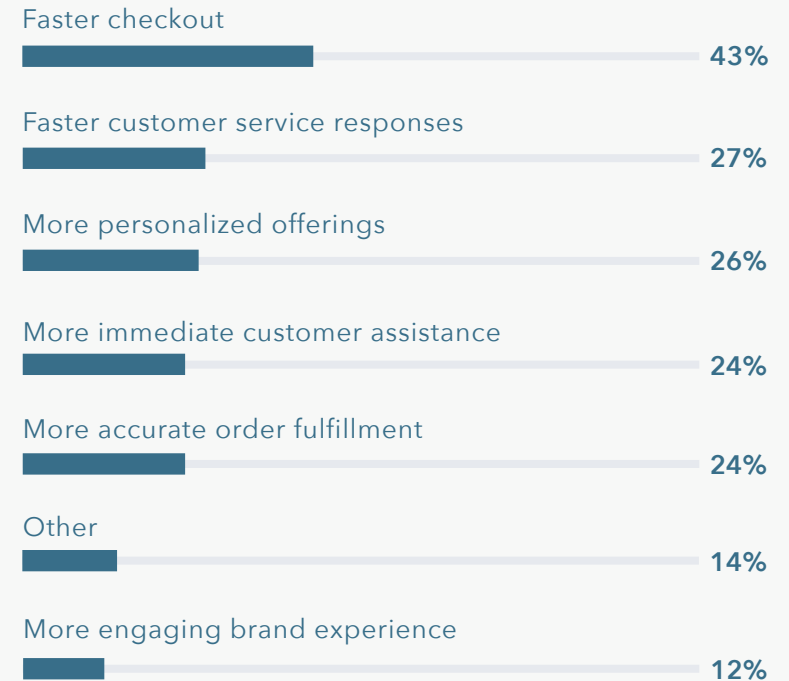 Faster checkout
43%
Faster customer service responses
27%
More personalized offerings
26%
More immediate customer assistance
24%
More accurate order fulfillment
24%
Other
14%
More engaging brand experience
12%